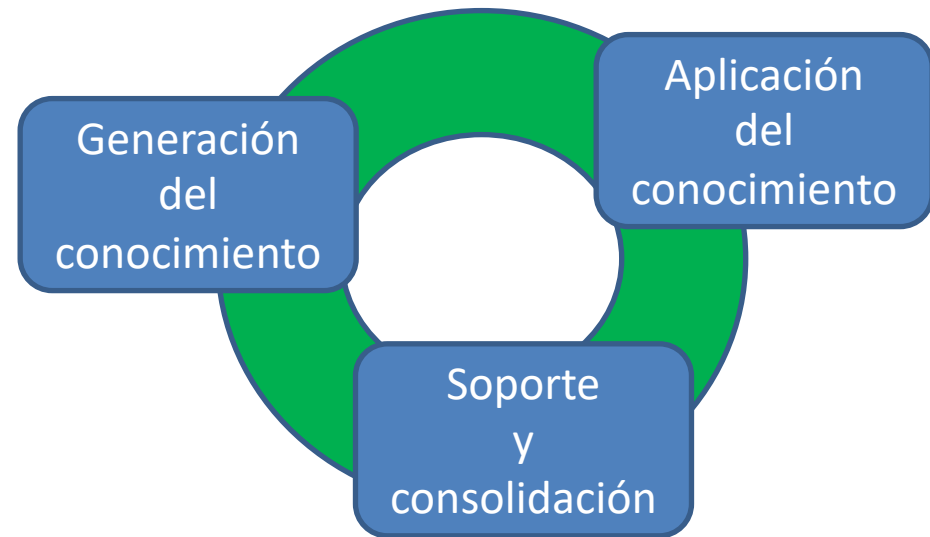 Generación
del
conocimiento
Aplicación
del
conocimiento
Soporte
y
consolidación